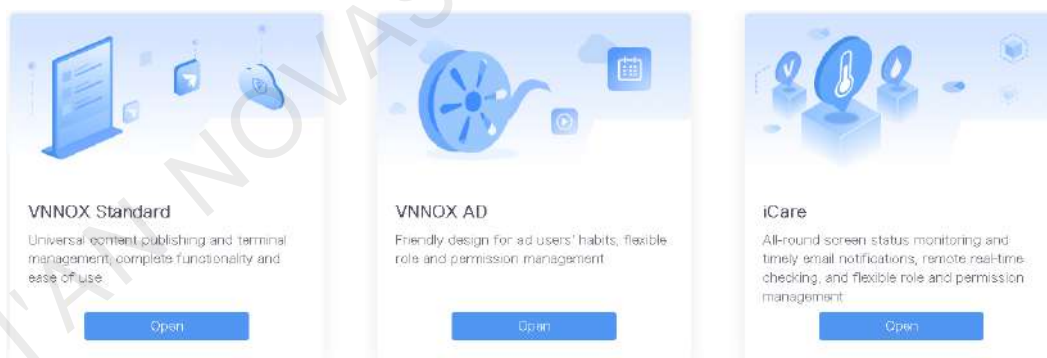 VNNOX Standard
Universal content publishing and terminal
management, complete functionality and
ease of use
Open
VNNOX AD
Friendly design for ad users' habits, flexible
role and permission management
Open
iCare
All-round screen status monitoring and
timely email notifications, remote real-time
checking, and flexible role and permission
management
Open
I'AN NOVAS